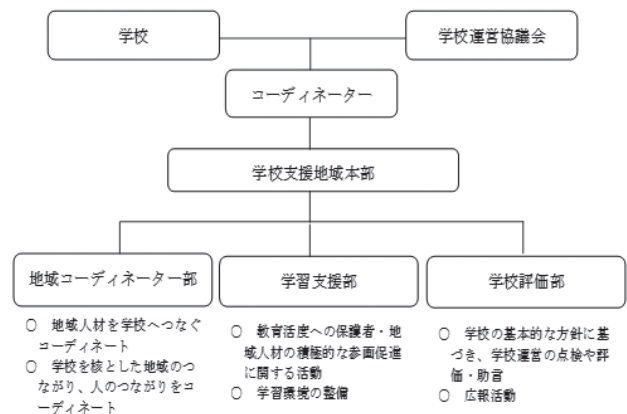 学校
学校運営協議会
コーディネーター
学校支援地域本部
地域コーディネーター部
学習支援部
学校評価部
○　地域人材を学校へつなぐ
コーディネート
○　学校を核とした地域のつ
ながり、人のつながりをコ
ーディネート
○　教育活度への保護者・地
域人材の積極的な参画促進
に関する活動
○　学習環境の整備
○　学校の基本的な方針に基
づき、学校運営の点検や評
価・助言
○　広報活動